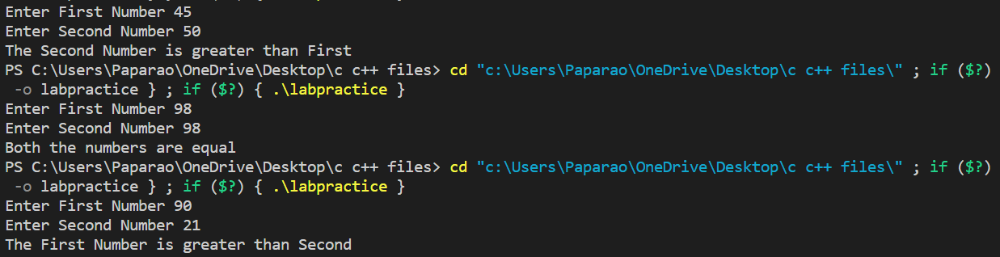 Enter First Number 45
Enter Second Number 50
The Second Number is greater than First
PS C:\Users\Paparao\OneDrive\Desktop\c c++ files> cd "c:\Users\Paparao\OneDrive\Desktop\c c++ files\" ; if ($?)
 -o labpractice } ; if ($?) { .\labpractice }
Enter First Number 98
Enter Second Number 98
Both the numbers are equal
PS C:\Users\Paparao\OneDrive\Desktop\c c++ files> cd "c:\Users\Paparao\OneDrive\Desktop\c c++ files\" ; if ($?)
 -o labpractice } ; if ($?) { .\labpractice }
Enter First Number 90
Enter Second Number 21
The First Number is greater than Second